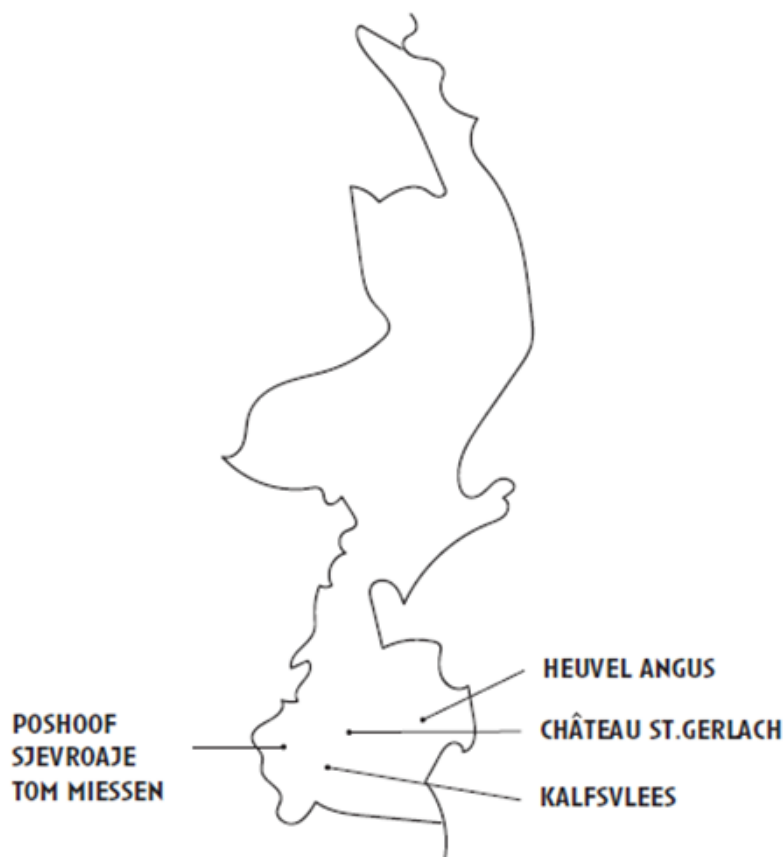 HEUVEL ANGUS
CHÂTEAU ST.GERLACH
KALFSVLEES
POSHOOF
SJEVROAJE
TOM MIESSEN